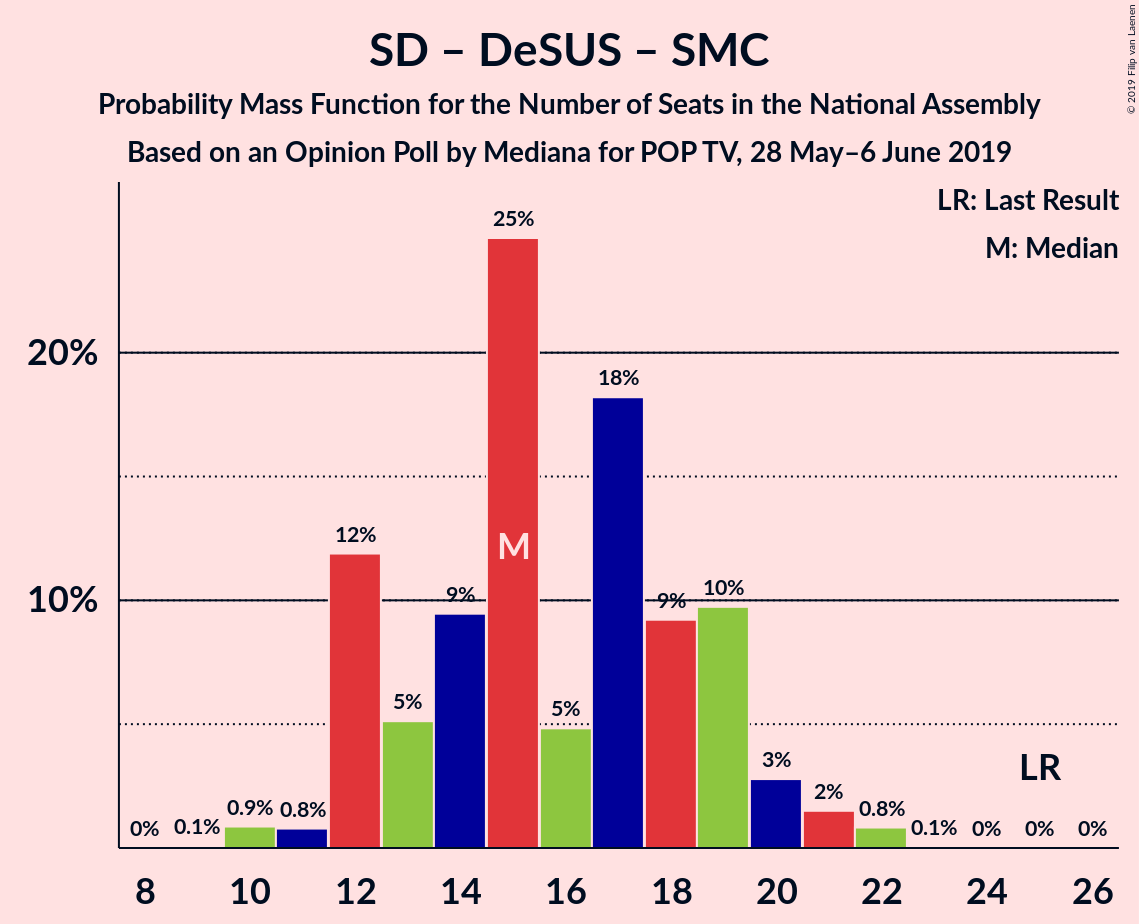 SD – DeSUS – SMC
Probability Mass Function for the Number of Seats in the National Assembly
Based on an Opinion Poll by Mediana for POP TV, 28 May–6 June 2019
© 2019 Filip van Laenen
LR: Last Result
M: Median
20%
10%
0%
0.1%
0.9%
0.8%
12%
5%
9%
25%
M
5%
18%
9%
10%
3%
2%
0.8%
0.1%
0%
0%
0%
LR
8 10 12 14 16 18 20 22 24 26